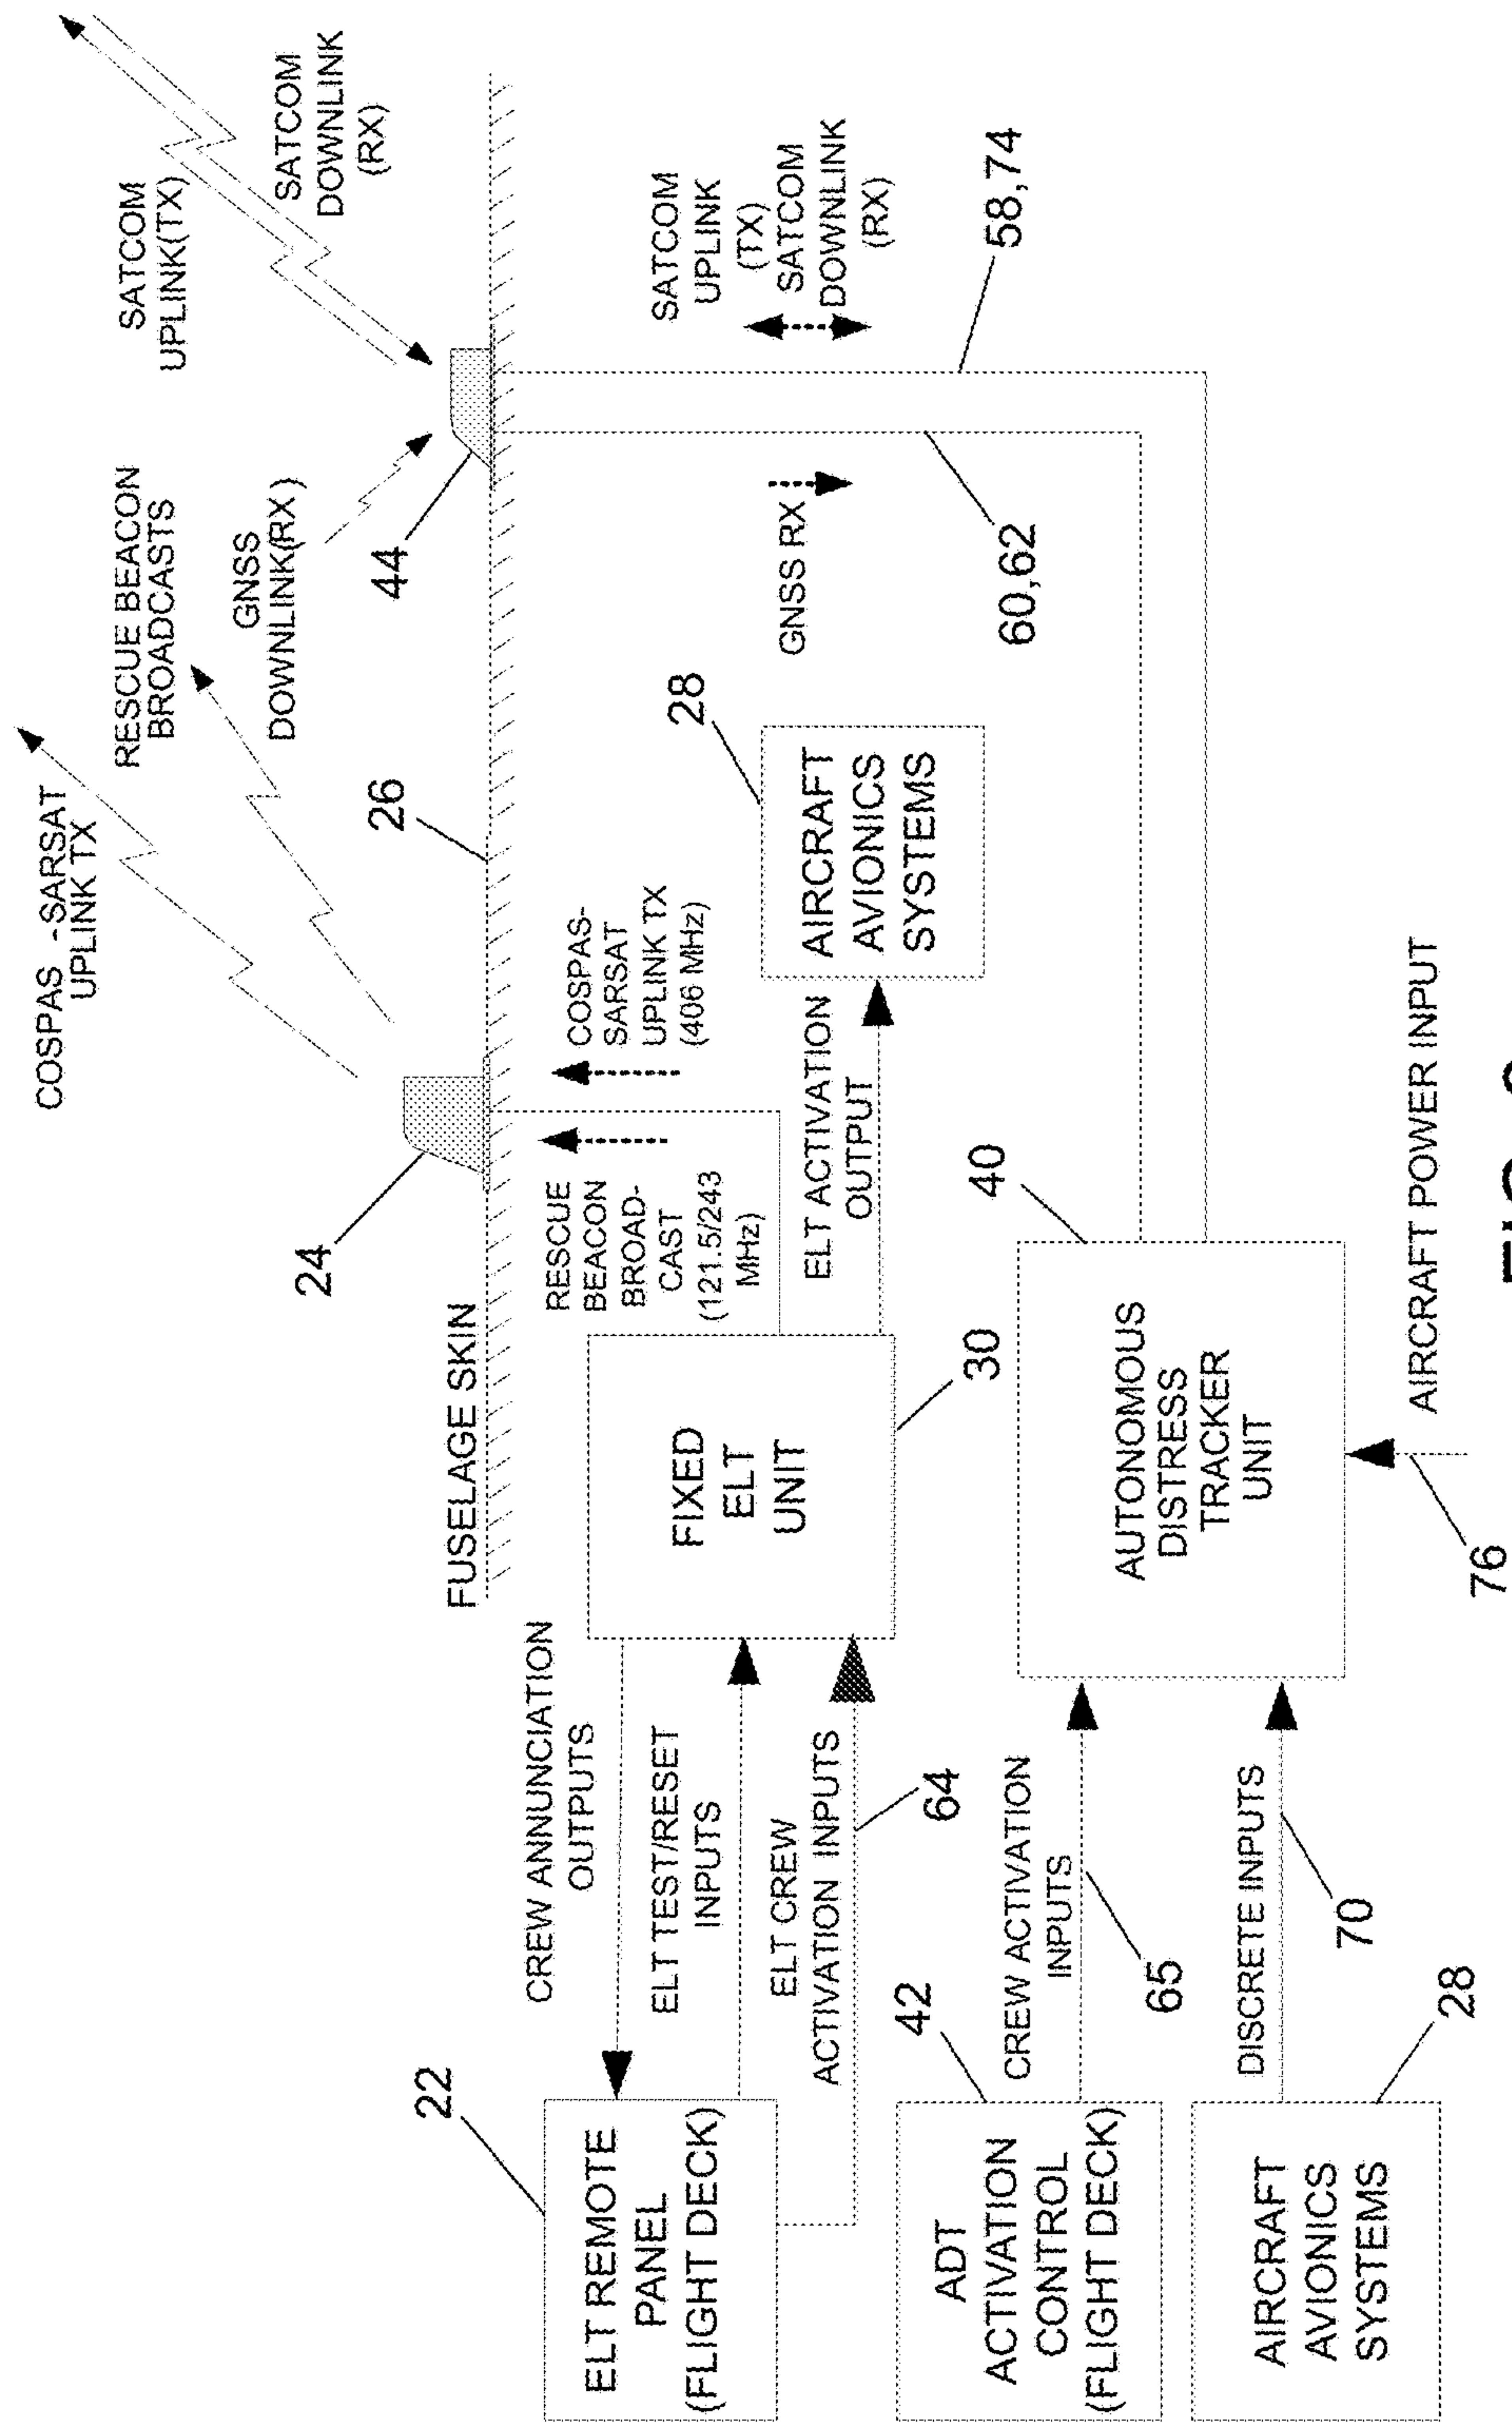 COSPAS -SARSAT
UPLINK TX
RESCUE BEACON
BROADCASTS
GNSS
DOWNLINK(RX)
SATCOM
UPLINK(TX)
SATCOM
DOWNLINK
(RX)
24
26
44
FUSELAGE SKIN
RESCUE
BEACON
BROAD-
CAST
(121.5/243
MHz)
COSPAS-
SARSAT
UPLINK TX
(406 MHz)
GNSS RX
SATCOM
UPLINK
(TX)
SATCOM
DOWNLINK
(RX)
22
ELT REMOTE
PANEL
(FLIGHT DECK)
CREW ANNUNCIATION
OUTPUTS
ELT TEST/RESET
INPUTS
ELT CREW
ACTIVATION INPUTS
64
FIXED
ELT
UNIT
30
ELT ACTIVATION
OUTPUT
28
AIRCRAFT
AVIONICS
SYSTEMS
60,62
58,74
42
ADT
ACTIVATION
CONTROL
(FLIGHT DECK)
CREW ACTIVATION
INPUTS
65
AIRCRAFT
AVIONICS
SYSTEMS
28
DISCRETE INPUTS
70
AUTONOMOUS
DISTRESS
TRACKER
UNIT
40
76
AIRCRAFT POWER INPUT